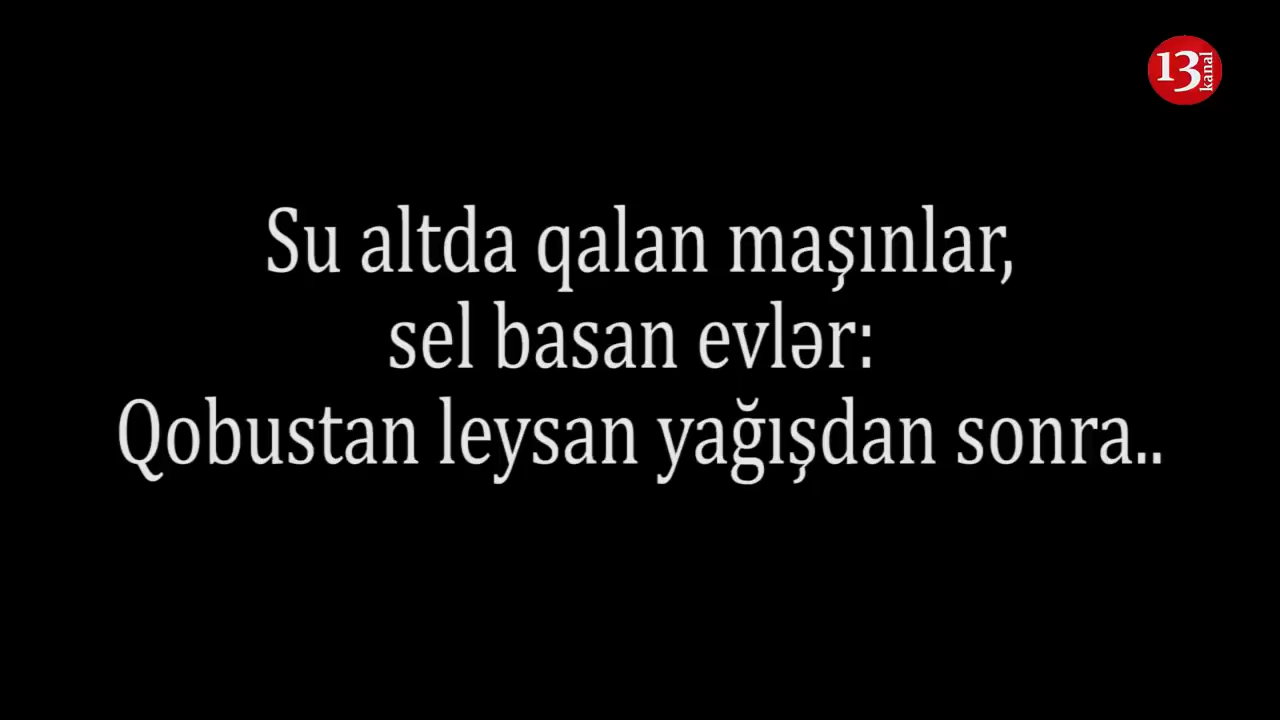 13 kanal
Su altda qalan maşınlar,
sel basan evlər:
Qobustan leysan yağışdan sonra..